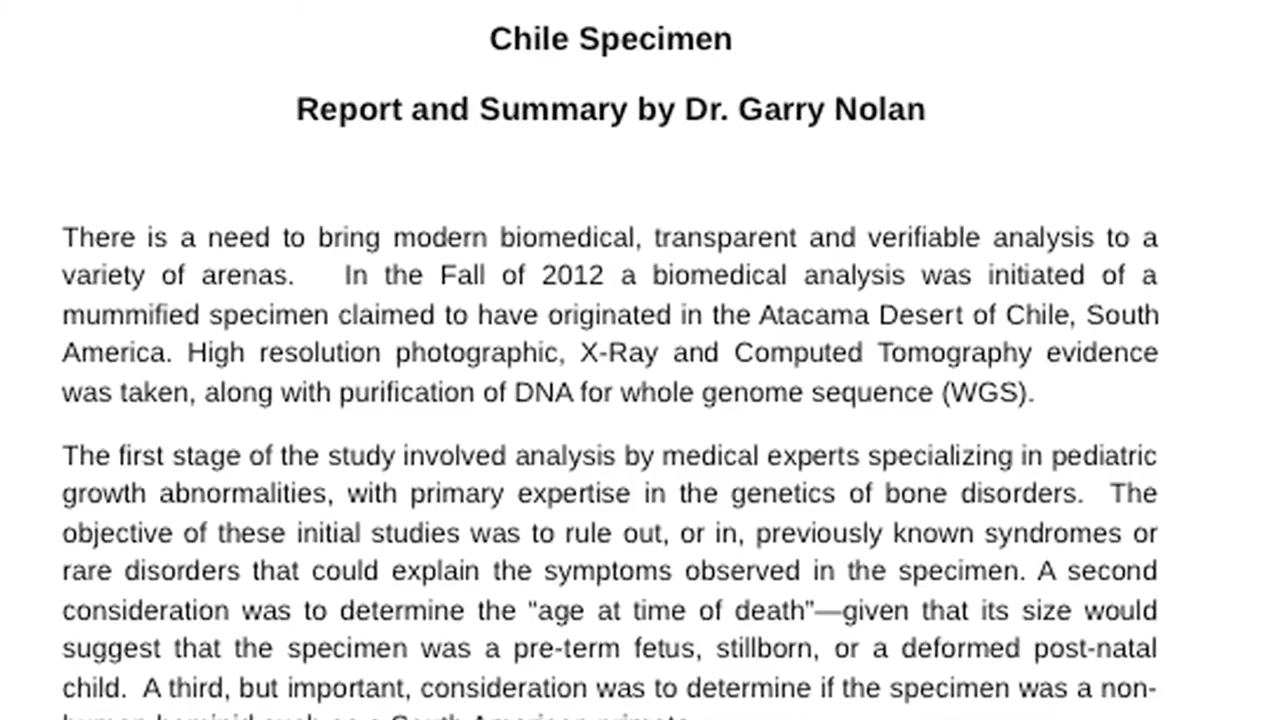 Chile Specimen
Report and Summary by Dr. Garry Nolan
There is a need to bring modern biomedical, transparent and verifiable analysis to a
variety of arenas. In the Fall of 2012 a biomedical analysis was initiated of a
mummified specimen claimed to have originated in the Atacama Desert of Chile, South
America. High resolution photographic, X-Ray and Computed Tomography evidence
was taken, along with purification of DNA for whole genome sequence (WGS).
The first stage of the study involved analysis by medical experts specializing in pediatric
growth abnormalities, with primary expertise in the genetics of bone disorders. The
objective of these initial studies was to rule out, or in, previously known syndromes or
rare disorders that could explain the symptoms observed in the specimen. A second
consideration was to determine the "age at time of death"—given that its size would
suggest that the specimen was a pre-term fetus, stillborn, or a deformed post-natal
child. A third, but important, consideration was to determine if the specimen was a non-